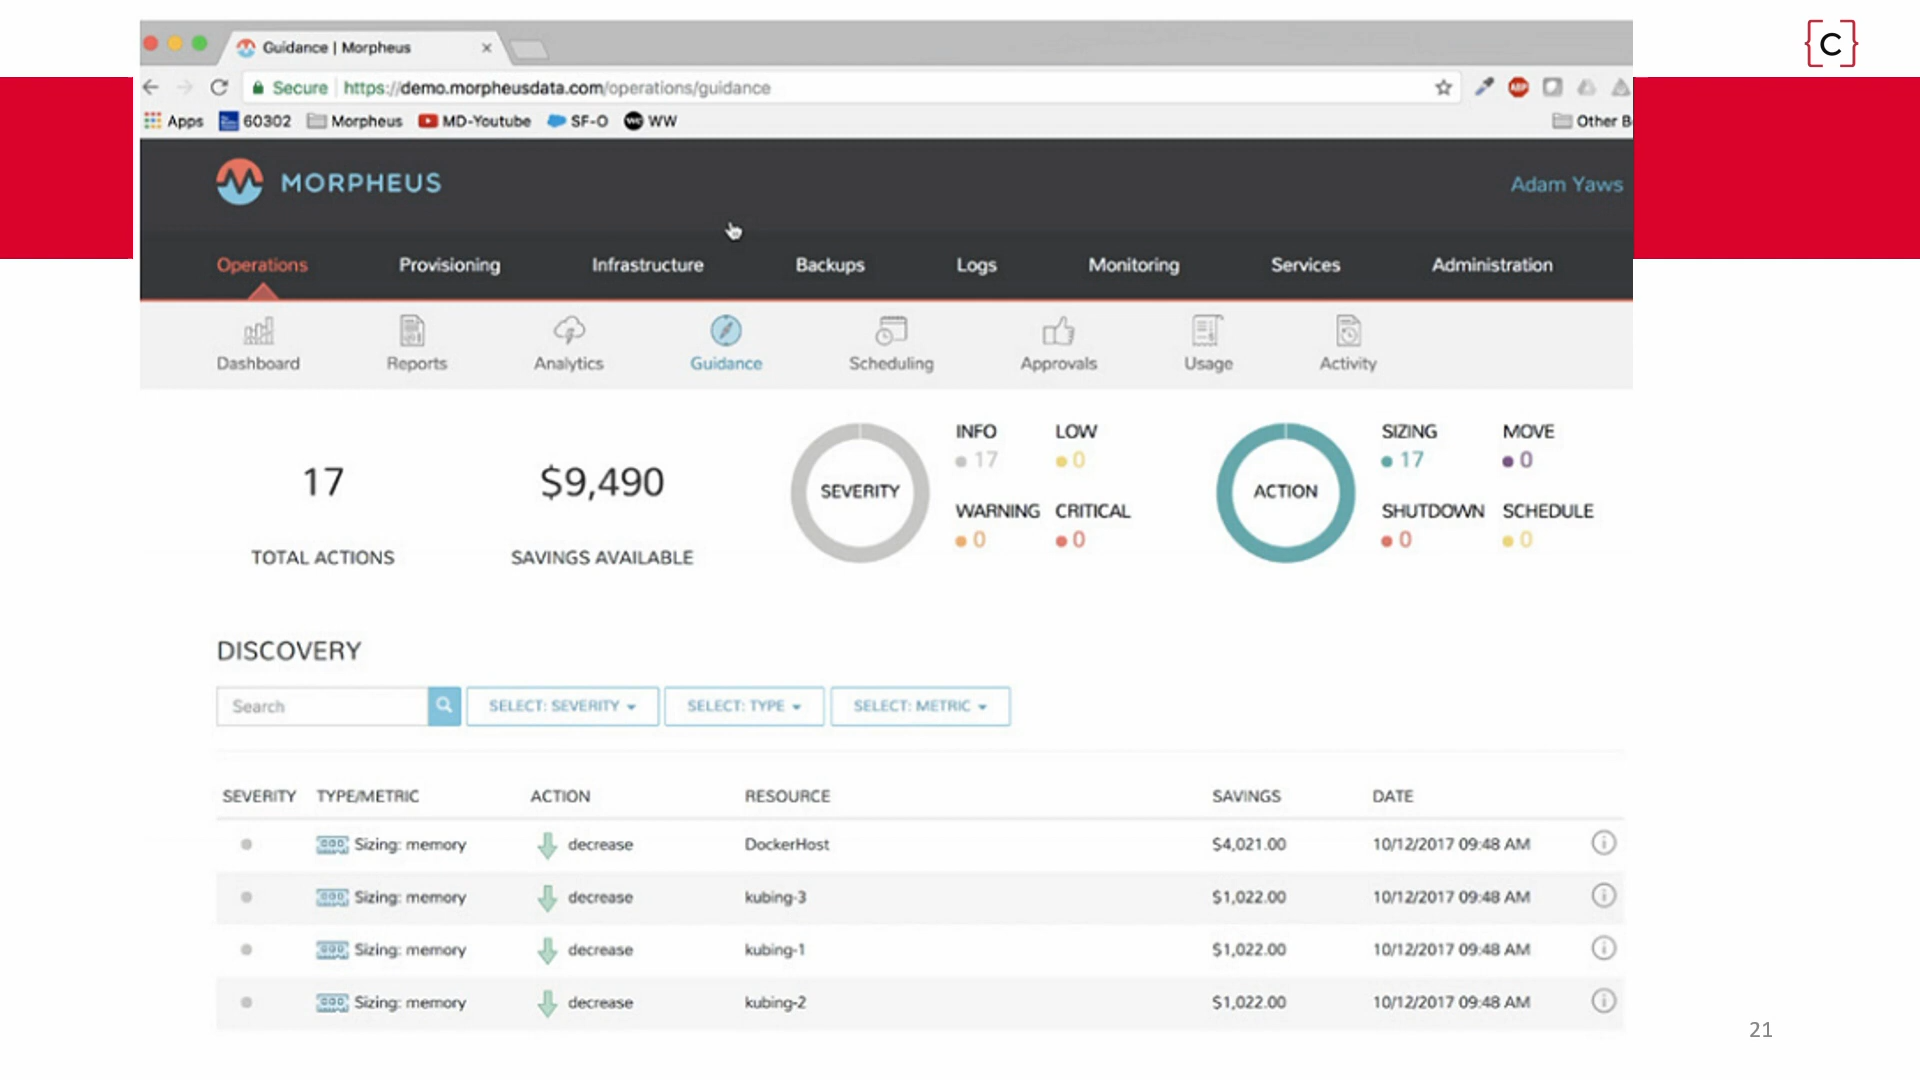 {C}
Guidance | Morpheus
Secure https://demo.morpheusdata.com/operations/guidance
ABP
Apps 60302 Morpheus MD-Youtube SF-O WW Other B
MORPHEUS
Adam Yaws
Operations Provisioning Infrastructure Backups Logs Monitoring Services Administration
Dashboard Reports Analytics Guidance Scheduling Approvals Usage Activity
17
TOTAL ACTIONS
$9,490
SAVINGS AVAILABLE
SEVERITY
INFO LOW
17 0
WARNING CRITICAL
0 0
ACTION
SIZING MOVE
17 0
SHUTDOWN SCHEDULE
0 0
DISCOVERY
Search SELECT: SEVERITY SELECT: TYPE SELECT: METRIC
SEVERITY TYPE/METRIC ACTION RESOURCE SAVINGS DATE
Sizing: memory decrease DockerHost $4,021.00 10/12/2017 09:48 AM
Sizing: memory decrease kubing-3 $1,022.00 10/12/2017 09:48 AM
Sizing: memory decrease kubing-1 $1,022.00 10/12/2017 09:48 AM
Sizing: memory decrease kubing-2 $1,022.00 10/12/2017 09:48 AM
21